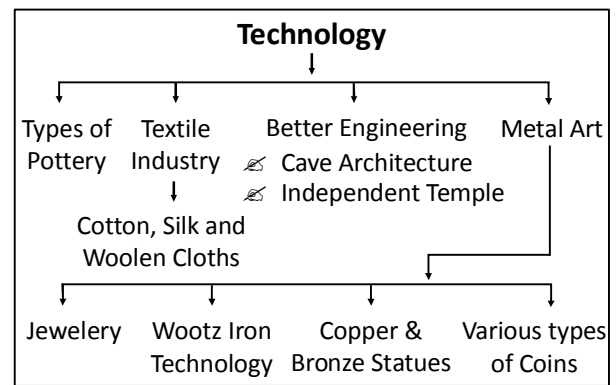 Technology
Types of Pottery
Textile Industry
Better Engineering
Cave Architecture
Independent Temple
Metal Art
Cotton, Silk and
Woolen Cloths
Jewelery
Wootz Iron
Technology
Copper &
Bronze Statues
Various types
of Coins